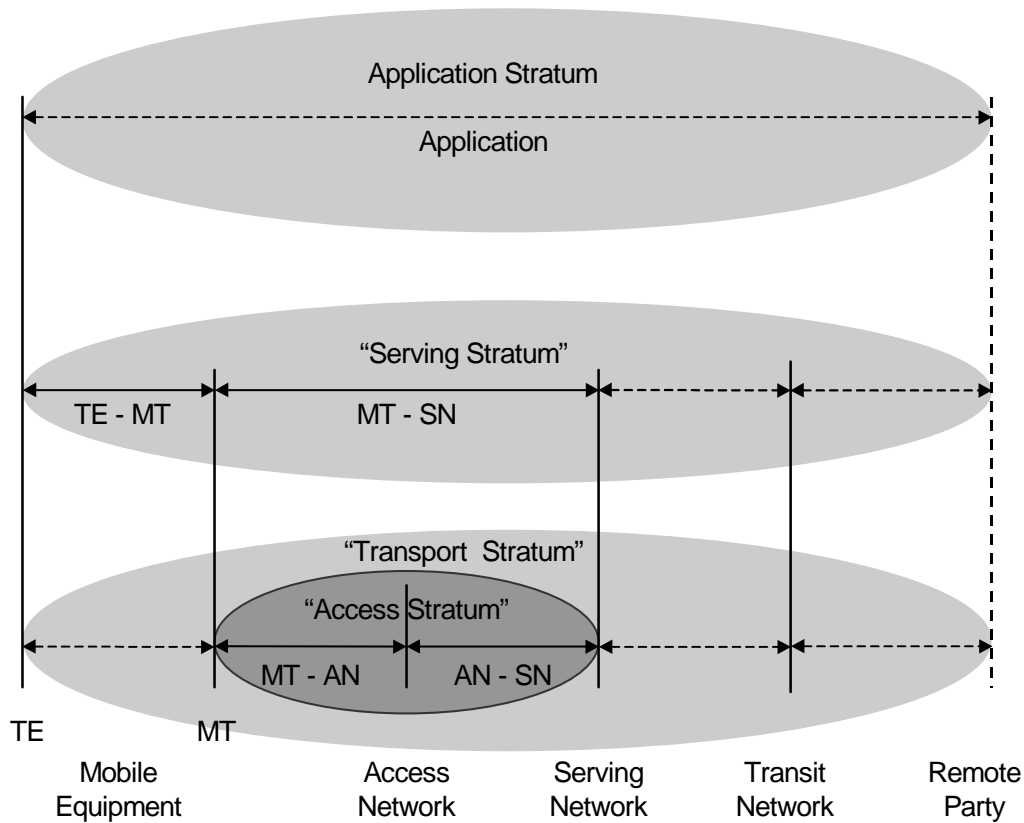 Application Stratum
Application
“Serving Stratum”
TE - MT
MT - SN
“Transport Stratum”
“Access Stratum”
MT - AN
AN - SN
TE
MT
Mobile
Equipment
Access
Network
Serving
Network
Transit
Network
Remote
Party